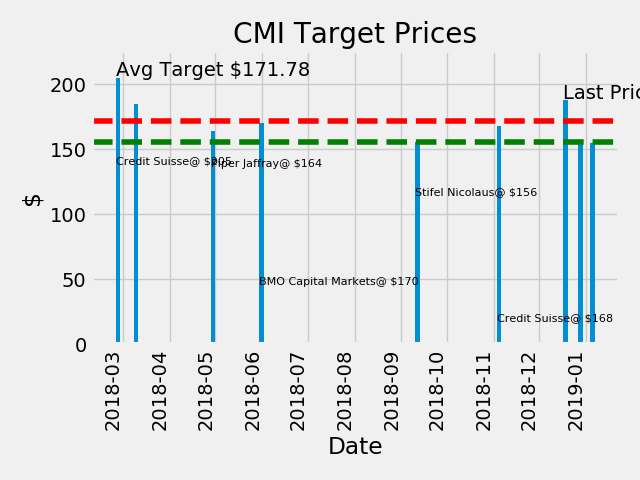 CMI Target Prices
Avg Target $171.78
Last Pric
200
150
100
50
0
$
Credit Suisse@ $205
Piper Jaffray@ $164
Stifel Nicolaus@ $156
BMO Capital Markets@ $170
Credit Suisse@ $168
2018-03
2018-04
2018-05
2018-06
2018-07
2018-08
2018-09
2018-10
2018-11
2018-12
2019-01
Date